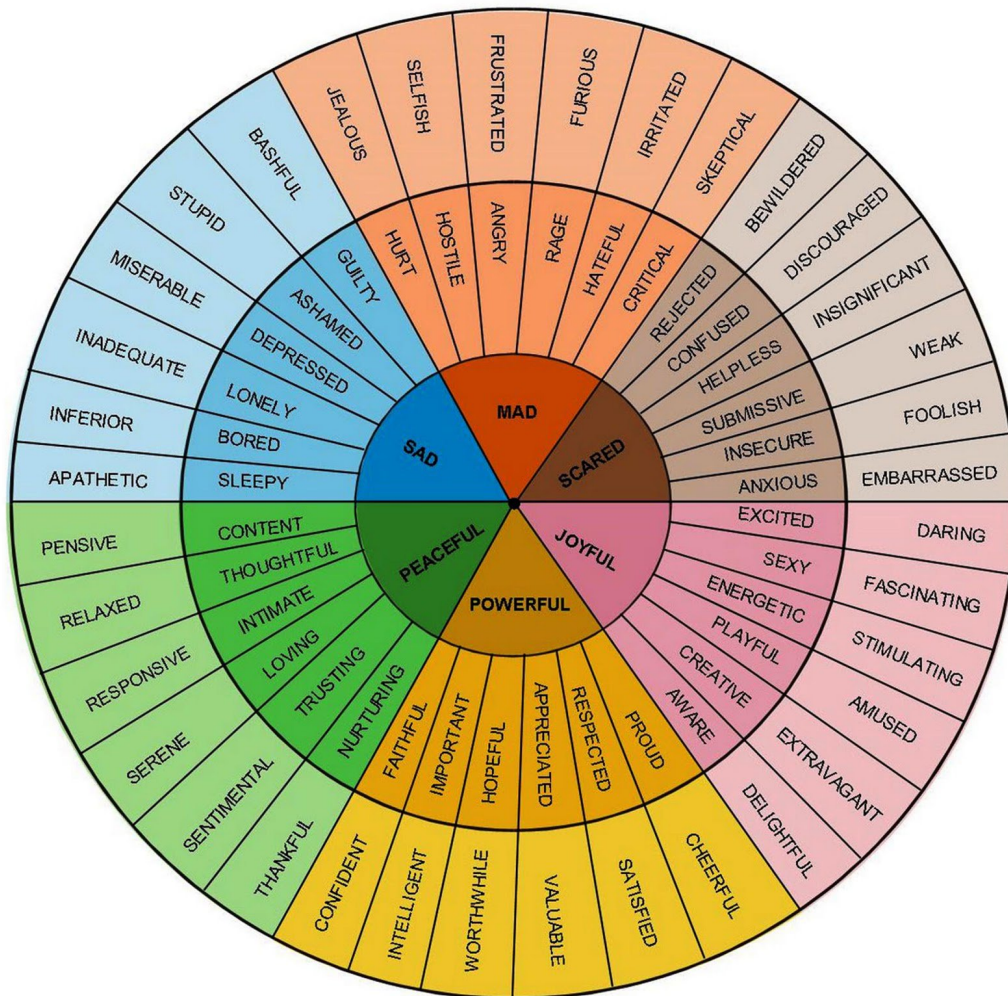 MAD
SCARED
JOYFUL
POWERFUL
PEACEFUL
SAD
HURT
HOSTILE
ANGRY
RAGE
HATEFUL
CRITICAL
REJECTED
CONFUSED
HELPLESS
SUBMISSIVE
INSECURE
ANXIOUS
EXCITED
SEXY
ENERGETIC
PLAYFUL
CREATIVE
AWARE
PROUD
RESPECTED
APPRECIATED
HOPEFUL
IMPORTANT
FAITHFUL
NURTURING
TRUSTING
LOVING
INTIMATE
THOUGHTFUL
CONTENT
SLEEPY
BORED
LONELY
DEPRESSED
ASHAMED
GUILTY
JEALOUS
SELFISH
FRUSTRATED
FURIOUS
IRRITATED
SKEPTICAL
BEWILDERED
DISCOURAGED
INSIGNIFICANT
WEAK
FOOLISH
EMBARRASSED
DARING
FASCINATING
STIMULATING
AMUSED
EXTRAVAGANT
DELIGHTFUL
CHEERFUL
SATISFIED
VALUABLE
WORTHWHILE
INTELLIGENT
CONFIDENT
THANKFUL
SENTIMENTAL
SERENE
RESPONSIVE
RELAXED
PENSIVE
APATHETIC
INFERIOR
INADEQUATE
MISERABLE
STUPID
BASHFUL